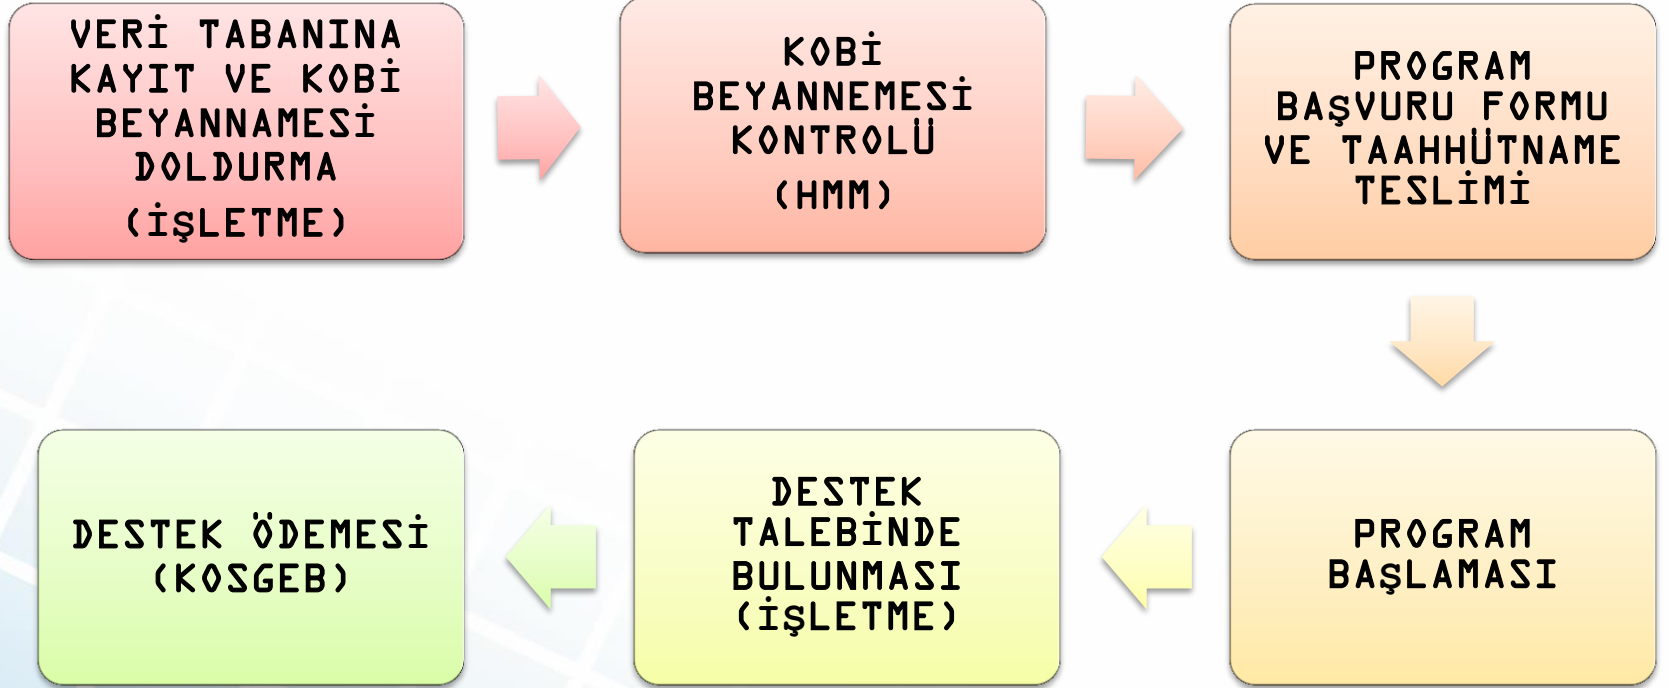 VERİ TABANINA
KAYIT VE KOBİ
BEYANNAMESİ
DOLDURMA
(İŞLETME)
KOBİ
BEYANNEMESİ
KONTROLÜ
(HMM)
PROGRAM
BAŞVURU FORMU
VE TAAHHÜTNAME
TESLİMİ
PROGRAM
BAŞLAMASI
DESTEK
TALEBİNDE
BULUNMASI
(İŞLETME)
DESTEK ÖDEMESİ
(KOSGEB)